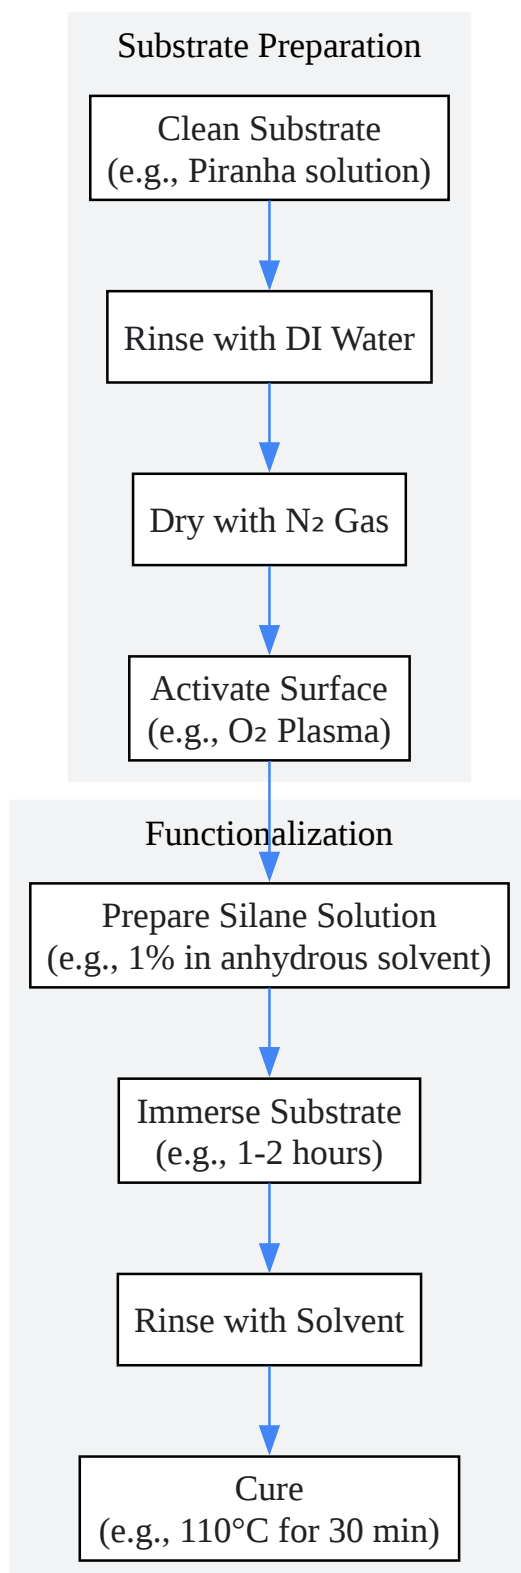 Substrate Preparation
Clean Substrate
(e.g., Piranha solution)
Rinse with DI Water
Dry with N₂ Gas
Activate Surface
(e.g., O₂ Plasma)
Functionalization
Prepare Silane Solution
(e.g., 1% in anhydrous solvent)
Immerse Substrate
(e.g., 1-2 hours)
Rinse with Solvent
Cure
(e.g., 110°C for 30 min)